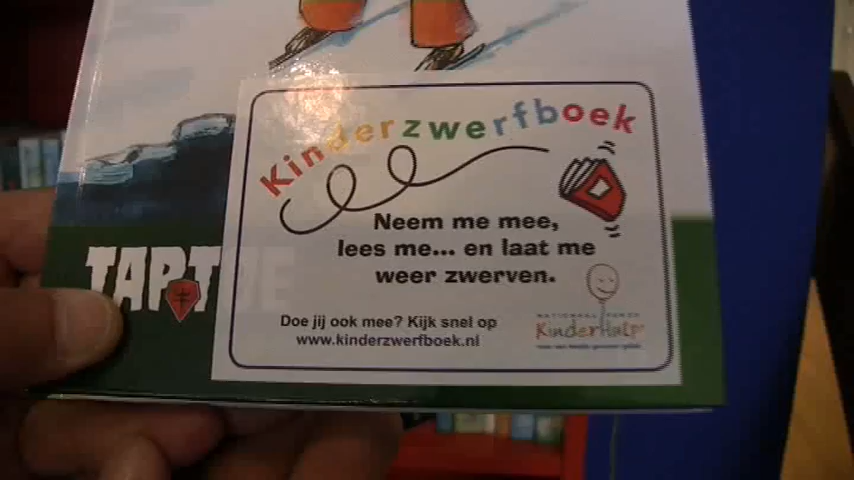 Kinderzwerfboek
Neem me mee,
lees me... en laat me
weer zwerven.
Doe jij ook mee? Kijk snel op
www.kinderzwerfboek.nl
KinderHulp
TAPTOE